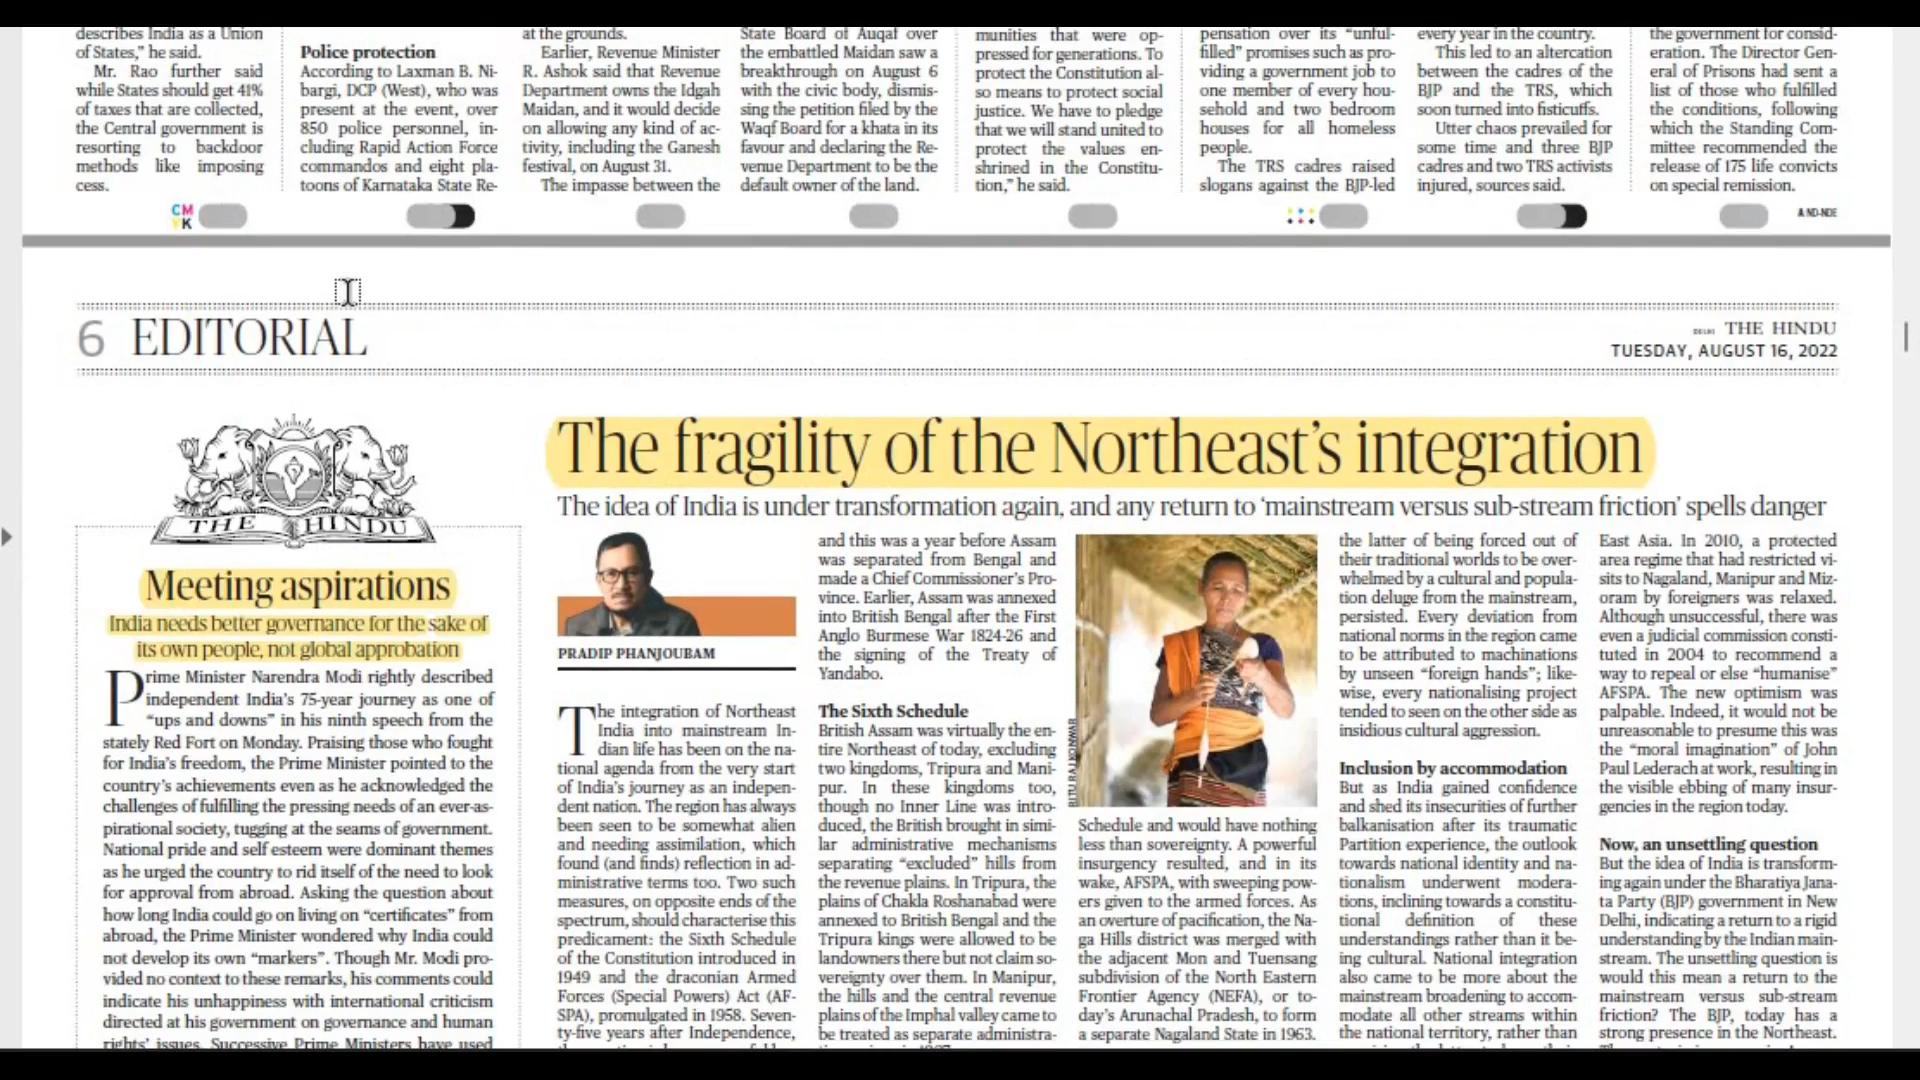 describes India as a Union
of States," he said.
Mr. Rao further said
while States should get 41%
of taxes that are collected,
the Central government is
resorting to backdoor
methods like imposing
cess.
Police protection
According to Laxman B. Ni-
bargi, DCP (West), who was
present at the event, over
850 police personnel, in-
cluding Rapid Action Force
commandos and eight pla-
toons of Karnataka State Re-
at the grounds.
Earlier, Revenue Minister
R. Ashok said that Revenue
Department owns the Idgah
Maidan, and it would decide
on allowing any kind of ac-
tivity, including the Ganesh
festival, on August 31.
The impasse between the
State Board of Auqaf over
the embattled Maidan saw a
breakthrough on August 6
with the civic body, dismis-
sing the petition filed by the
Waqf Board for a khata in its
favour and declaring the Re-
venue Department to be the
default owner of the land.
munities that were op-
pressed for generations. To
protect the Constitution al-
so means to protect social
justice. We have to pledge
that we will stand united to
protect the values en-
shrined in the Constitu-
tion," he said.
pensation over its "unful-
filled" promises such as pro-
viding a government job to
one member of every hou-
sehold and two bedroom
houses for all homeless
people.
The TRS cadres raised
slogans against the BJP-led
every year in the country.
This led to an altercation
between the cadres of the
BJP and the TRS, which
soon turned into fisticuffs.
Utter chaos prevailed for
some time and three BJP
cadres and two TRS activists
injured, sources said.
the government for consid-
eration. The Director Gen-
eral of Prisons had sent a
list of those who fulfilled
the conditions, following
which the Standing Com-
mittee recommended the
release of 175 life convicts
on special remission.
CM
YK
A ND-NDE
6 EDITORIAL
DELHI THE HINDU
TUESDAY, AUGUST 16, 2022
THE HINDU
Meeting aspirations
India needs better governance for the sake of
its own people, not global approbation
Prime Minister Narendra Modi rightly described
independent India's 75-year journey as one of
"ups and downs" in his ninth speech from the
stately Red Fort on Monday. Praising those who fought
for India's freedom, the Prime Minister pointed to the
country's achievements even as he acknowledged the
challenges of fulfilling the pressing needs of an ever-as-
pirational society, tugging at the seams of government.
National pride and self esteem were dominant themes
as he urged the country to rid itself of the need to look
for approval from abroad. Asking the question about
how long India could go on living on "certificates" from
abroad, the Prime Minister wondered why India could
not develop its own "markers". Though Mr. Modi pro-
vided no context to these remarks, his comments could
indicate his unhappiness with international criticism
directed at his government on governance and human
rights' issues. Successive Prime Ministers have used
The fragility of the Northeast's integration
The idea of India is under transformation again, and any return to 'mainstream versus sub-stream friction' spells danger
PRADIP PHANJOUBAM
The integration of Northeast
India into mainstream In-
dian life has been on the na-
tional agenda from the very start
of India's journey as an indepen-
dent nation. The region has always
been seen to be somewhat alien
and needing assimilation, which
found (and finds) reflection in ad-
ministrative terms too. Two such
measures, on opposite ends of the
spectrum, should characterise this
predicament: the Sixth Schedule
of the Constitution introduced in
1949 and the draconian Armed
Forces (Special Powers) Act (AF-
SPA), promulgated in 1958. Seven-
ty-five years after Independence,
and this was a year before Assam
was separated from Bengal and
made a Chief Commissioner's Pro-
vince. Earlier, Assam was annexed
into British Bengal after the First
Anglo Burmese War 1824-26 and
the signing of the Treaty of
Yandabo.
The Sixth Schedule
British Assam was virtually the en-
tire Northeast of today, excluding
two kingdoms, Tripura and Mani-
pur. In these kingdoms too,
though no Inner Line was intro-
duced, the British brought in simi-
lar administrative mechanisms
separating "excluded" hills from
the revenue plains. In Tripura, the
plains of Chakla Roshanabad were
annexed to British Bengal and the
Tripura kings were allowed to be
landowners there but not claim so-
vereignty over them. In Manipur,
the hills and the central revenue
plains of the Imphal valley came to
be treated as separate administra-
RITU RAJ KONWAR
Schedule and would have nothing
less than sovereignty. A powerful
insurgency resulted, and in its
wake, AFSPA, with sweeping pow-
ers given to the armed forces. As
an overture of pacification, the Na-
ga Hills district was merged with
the adjacent Mon and Tuensang
subdivision of the North Eastern
Frontier Agency (NEFA), or to-
day's Arunachal Pradesh, to form
a separate Nagaland State in 1963.
the latter of being forced out of
their traditional worlds to be over-
whelmed by a cultural and popula-
tion deluge from the mainstream,
persisted. Every deviation from
national norms in the region came
to be attributed to machinations
by unseen "foreign hands"; like-
wise, every nationalising project
tended to seen on the other side as
insidious cultural aggression.
Inclusion by accommodation
But as India gained confidence
and shed its insecurities of further
balkanisation after its traumatic
Partition experience, the outlook
towards national identity and na-
tionalism underwent modera-
tions, inclining towards a constitu-
tional definition of these
understandings rather than it be-
ing cultural. National integration
also came to be more about the
mainstream broadening to accom-
modate all other streams within
the national territory, rather than
East Asia. In 2010, a protected
area regime that had restricted vi-
sits to Nagaland, Manipur and Miz-
oram by foreigners was relaxed.
Although unsuccessful, there was
even a judicial commission consti-
tuted in 2004 to recommend a
way to repeal or else "humanise"
AFSPA. The new optimism was
palpable. Indeed, it would not be
unreasonable to presume this was
the "moral imagination" of John
Paul Lederach at work, resulting in
the visible ebbing of many insur-
gencies in the region today.
Now, an unsettling question
But the idea of India is transform-
ing again under the Bharatiya Jana-
ta Party (BJP) government in New
Delhi, indicating a return to a rigid
understanding by the Indian main-
stream. The unsettling question is
would this mean a return to the
mainstream versus sub-stream
friction? The BJP, today has a
strong presence in the Northeast.